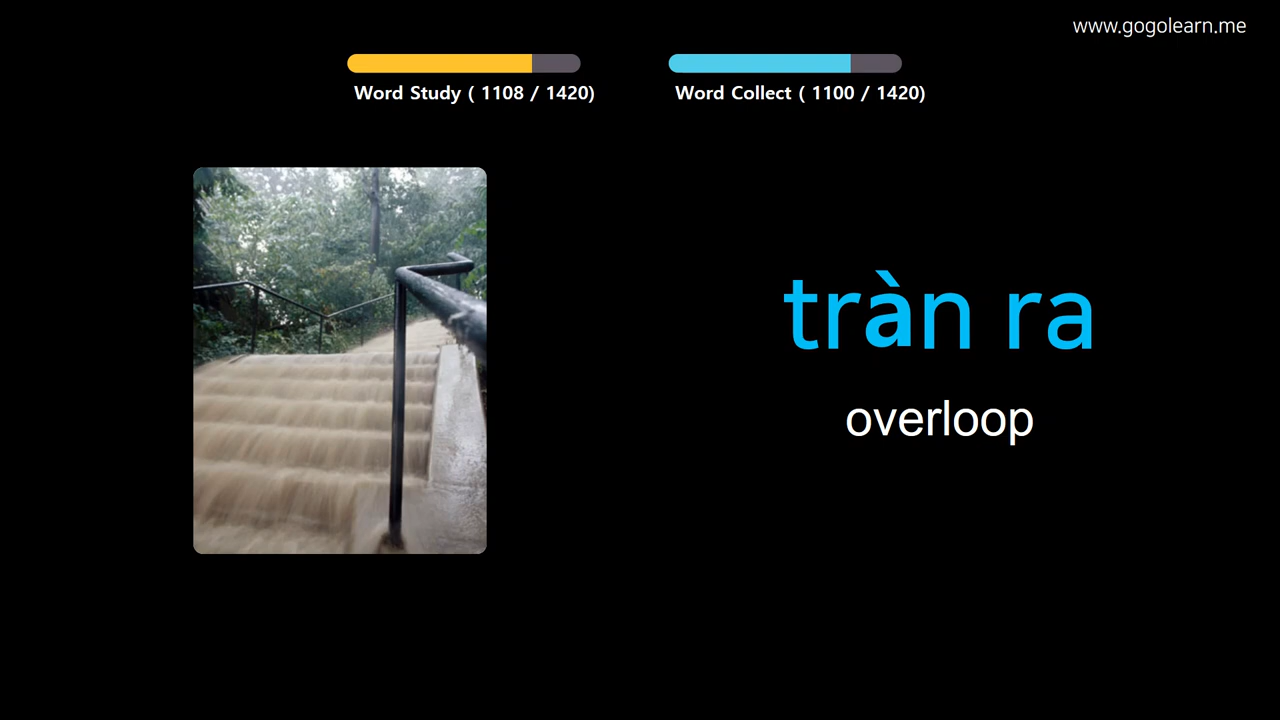 www.gogolearn.me
Word Study ( 1108 / 1420)
Word Collect ( 1100 / 1420)
tràn ra
overloop